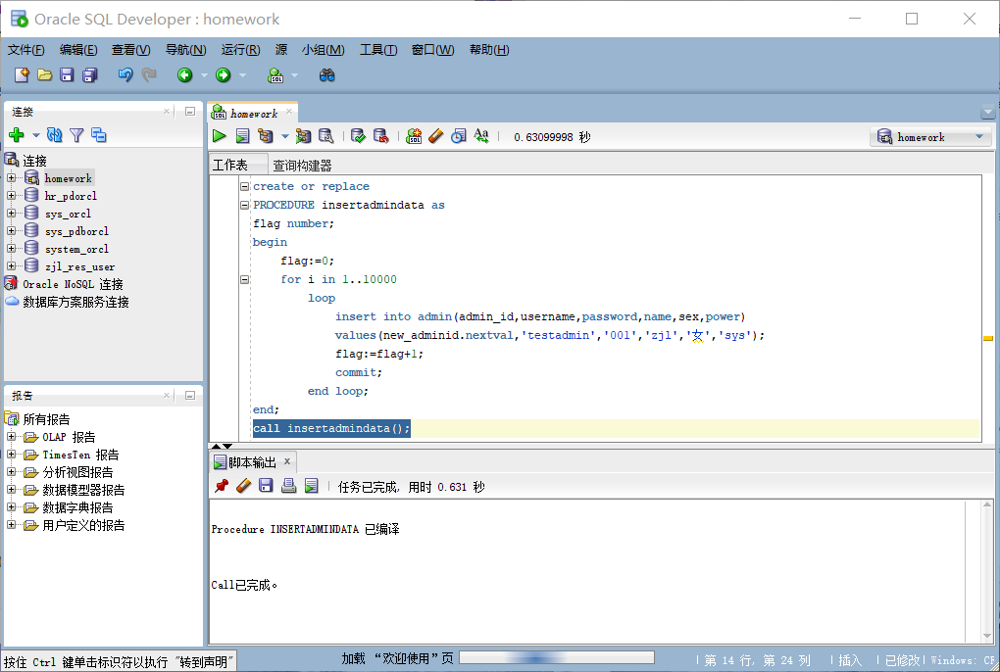 Oracle SQL Developer : homework
文件(F) 编辑(E) 查看(V) 导航(N) 运行(R) 源 小组(M) 工具(T) 窗口(W) 帮助(H)
连接
连接
homework
hr_pdorcl
sys_orcl
sys_pdborcl
system_orcl
zjl_res_user
Oracle NoSQL 连接
数据库方案服务连接
报告
所有报告
OLAP 报告
TimesTen 报告
分析视图报告
数据模型器报告
数据字典报告
用户定义的报告
homework
0.63099998 秒
homework
工作表 查询构建器
create or replace
PROCEDURE insertadmindata as
flag number;
begin
flag:=0;
for i in 1..10000
loop
insert into admin(admin_id,username,password,name,sex,power)
values(new_adminid.nextval,'testadmin','001','zjl','女','sys');
flag:=flag+1;
commit;
end loop;
end;
call insertadmindata();
脚本输出
任务已完成, 用时 0.631 秒
Procedure INSERTADMINDATA 已编译
Call已完成。
按住 Ctrl 键单击标识符以执行 "转到声明"
加载 “欢迎使用”页
第 14 行, 第 24 列 | 插入 | 已修改| Windows: CF